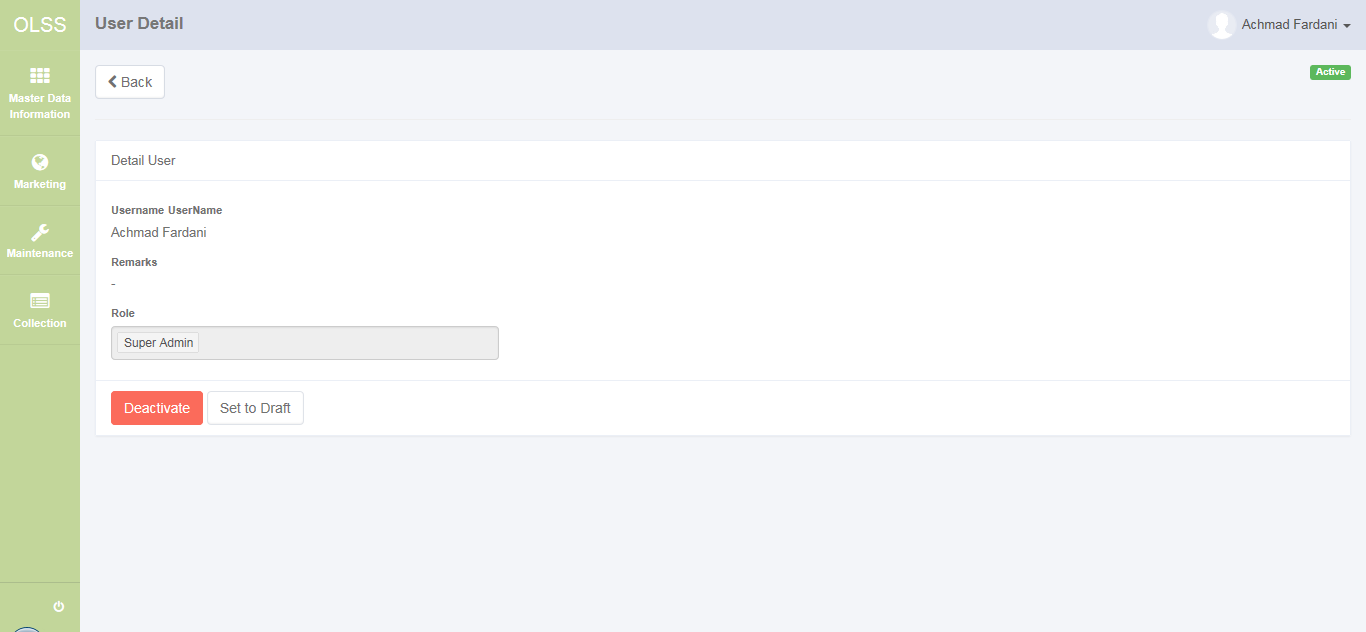 OLSS
User Detail
Achmad Fardani
Master Data
Information
Marketing
Maintenance
Collection
Back
Active
Detail User
Username UserName
Achmad Fardani
Remarks
-
Role
Super Admin
Deactivate
Set to Draft